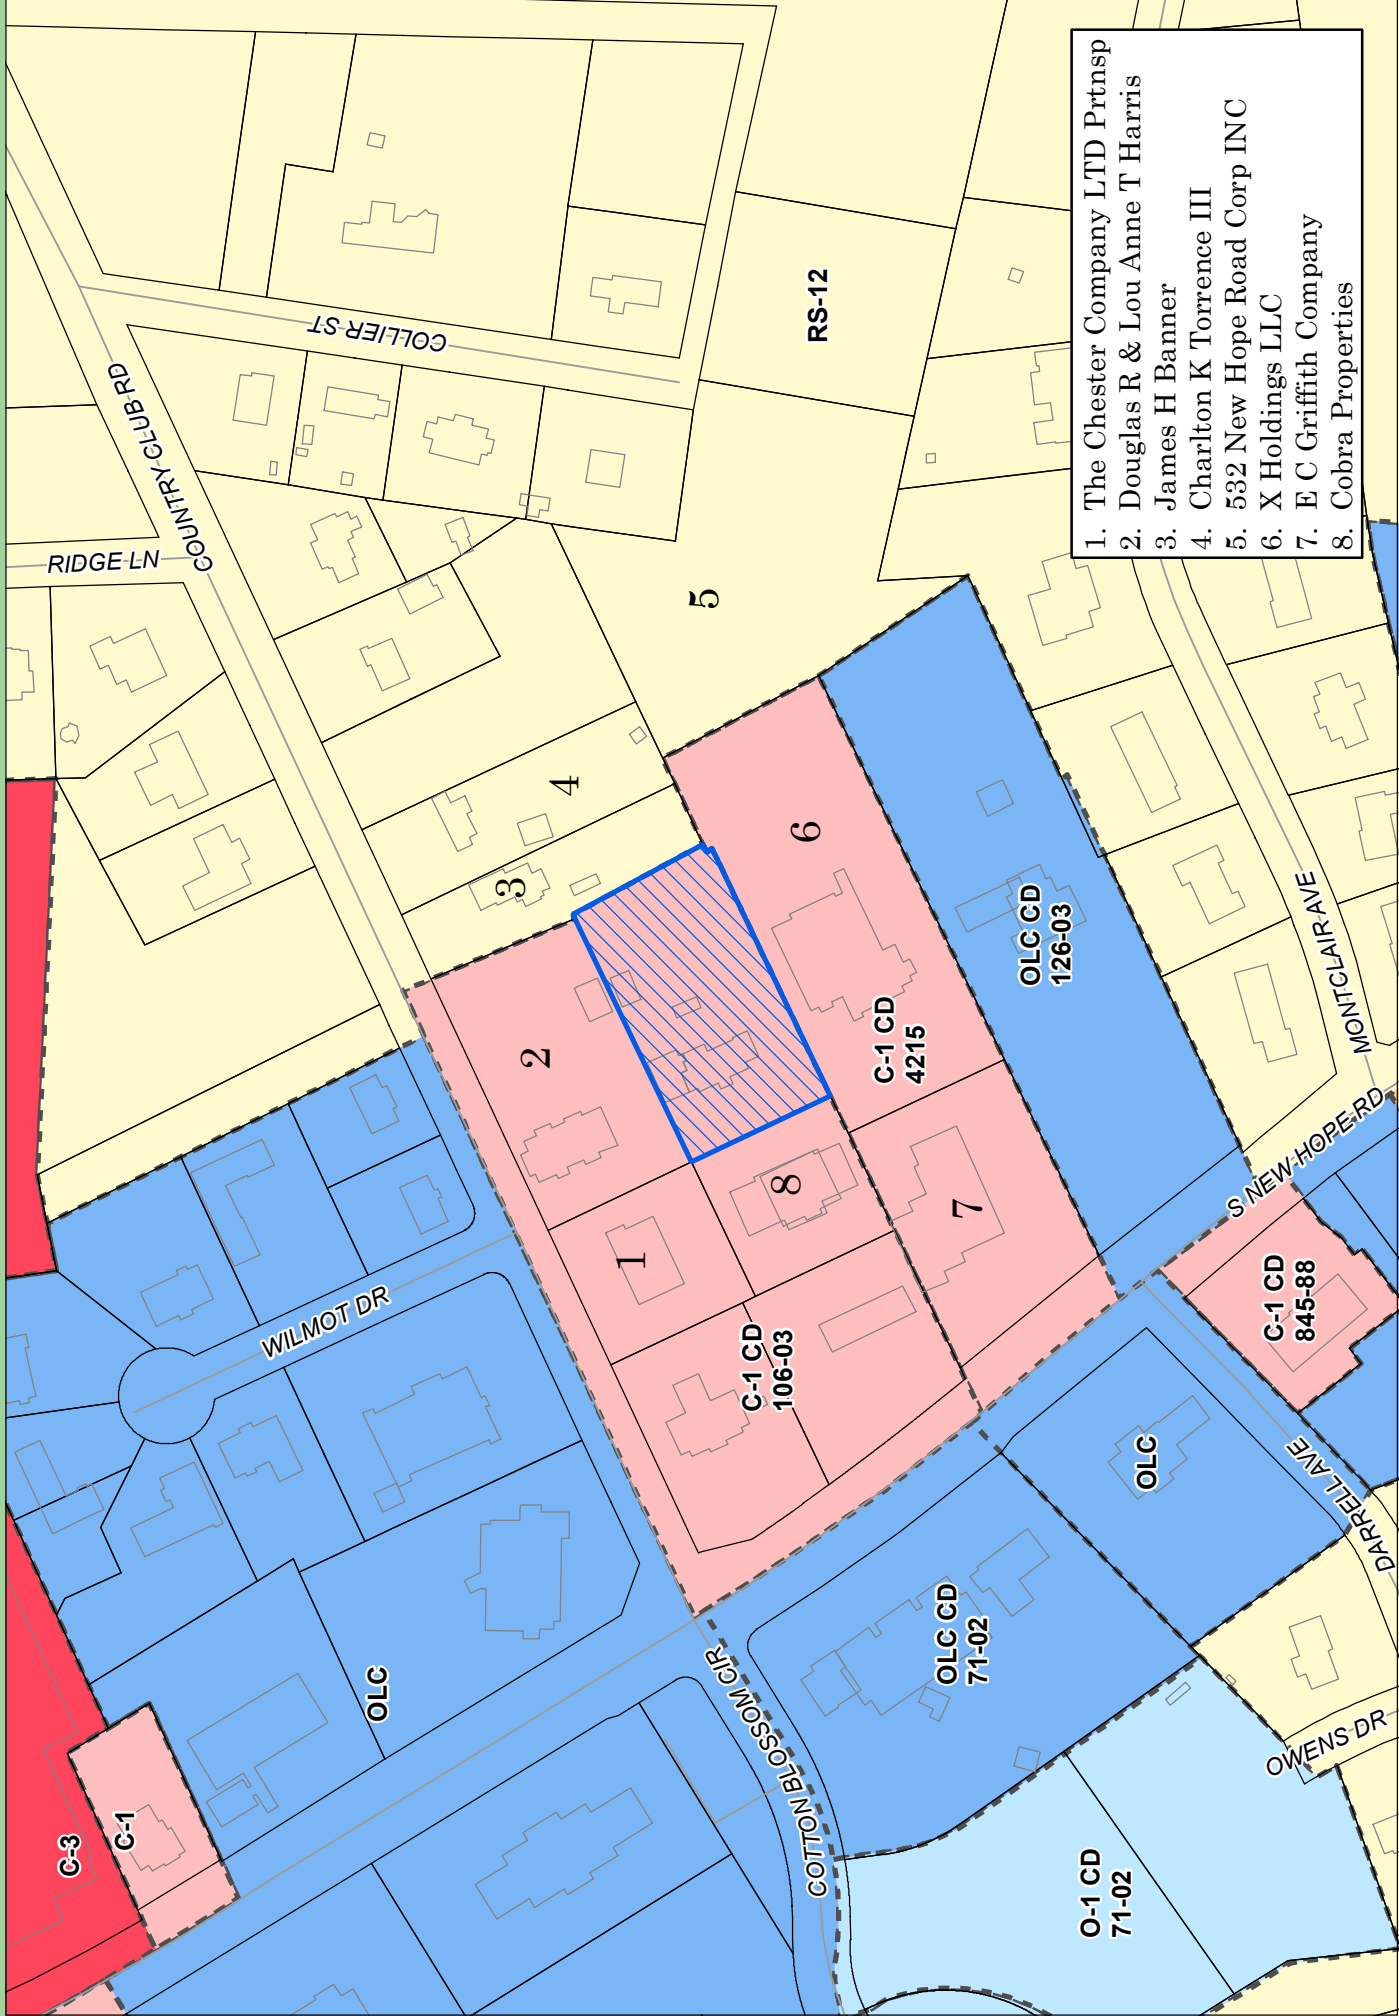 C-3
C-1
OLC
WILMOT DR
RIDGE LN
COUNTRY CLUB RD
COLLIER ST
RS-12
1
2
3
4
5
6
7
8
C-1 CD
106-03
C-1 CD
4215
OLC CD
126-03
C-1 CD
845-88
OLC
OLC CD
71-02
O-1 CD
71-02
COTTON BLOSSOM CIR
S NEW HOPE RD
MONTCLAIR AVE
DARRELL AVE
OWENS DR
1. The Chester Company LTD Prtnsp
2. Douglas R & Lou Anne T Harris
3. James H Banner
4. Charlton K Torrence III
5. 532 New Hope Road Corp INC
6. X Holdings LLC
7. E C Griffith Company
8. Cobra Properties